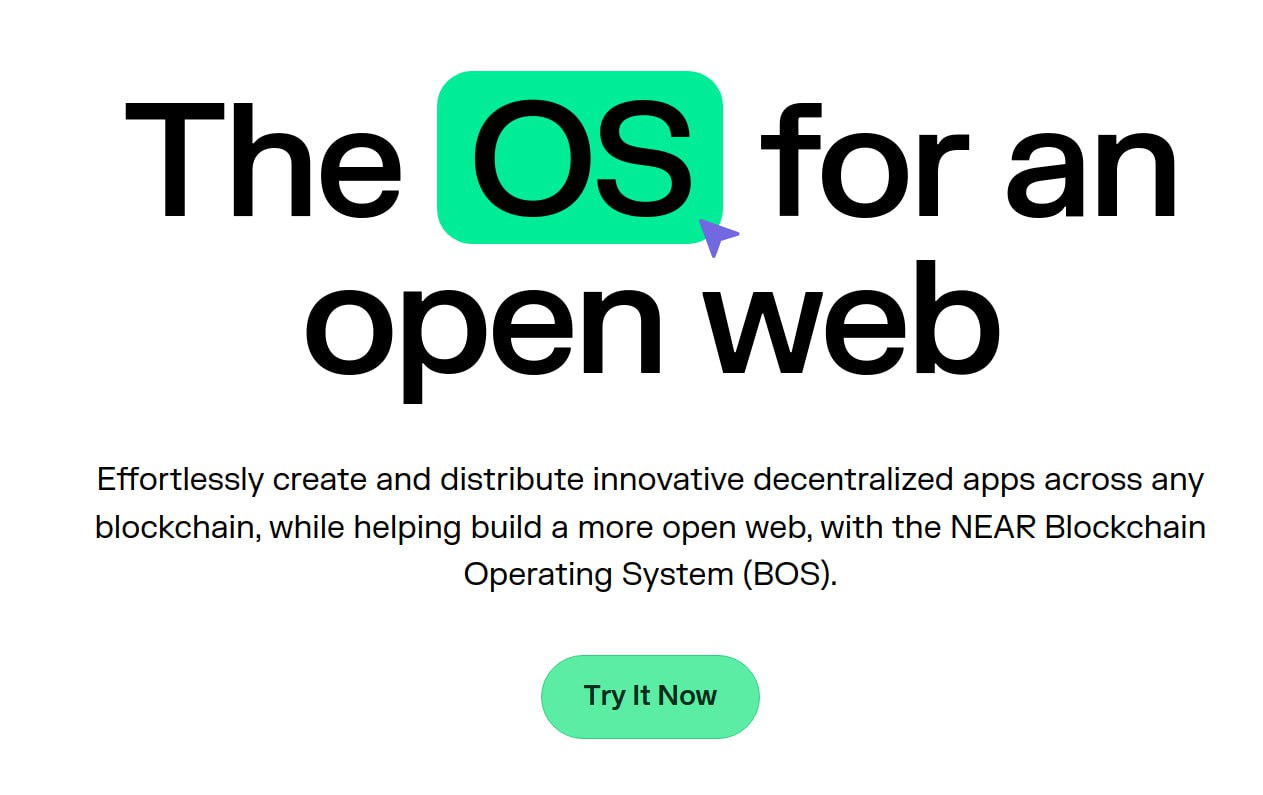 The OS for an
open web
Effortlessly create and distribute innovative decentralized apps across any
blockchain, while helping build a more open web, with the NEAR Blockchain
Operating System (BOS).
Try It Now